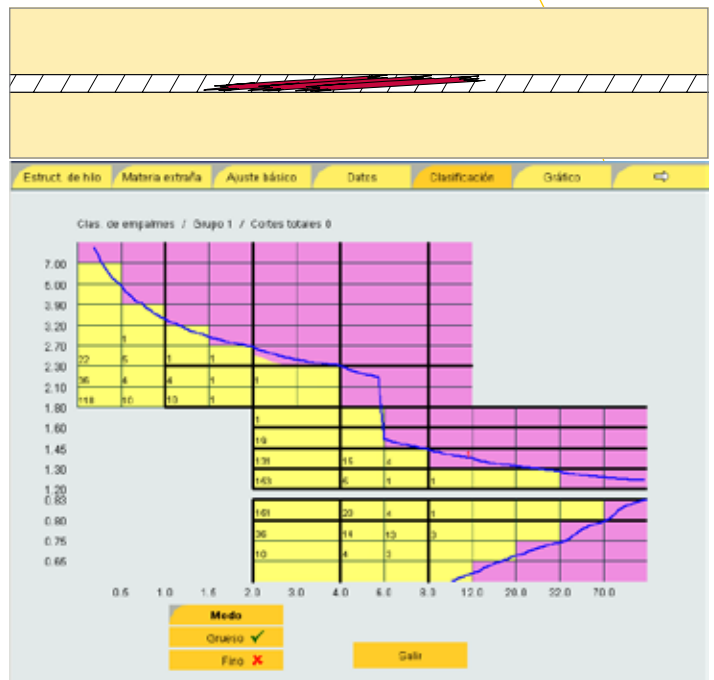 Estruct. de hilo Materia extraña Ajuste básico Datos Clasificación Gráfico
Clas. de empalmes / Grupo 1 / Cortes totales 0
7.00
5.00
3.90
3.20
1
2.70
22 5 1 1
2.30
36 4 4 1 1
2.10
118 10 10 1
1.80
1
1.60
19
1.45
131 15 4
1.30
153 6 1 1
1.20
0.83
161 20 4 1
0.80
36 14 13 3
0.75
10 4 3
0.65
0.5 1.0 1.5 2.0 3.0 4.0 6.0 8.0 12.0 20.0 32.0 70.0
Modo
Grueso
Fino
Salir